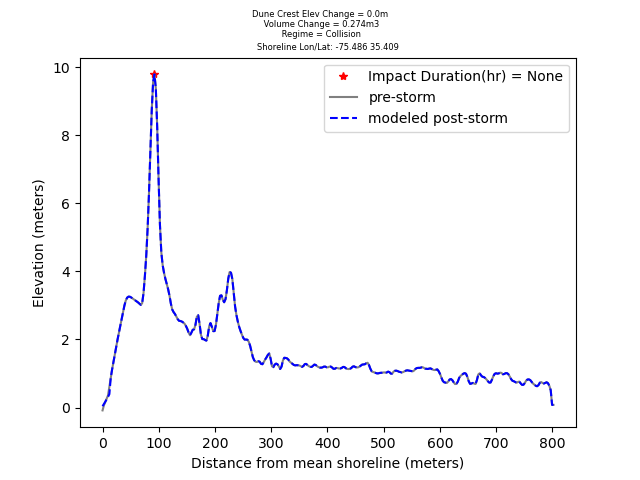 Dune Crest Elev Change = 0.0m
Volume Change = 0.274m3
Regime = Collision
Shoreline Lon/Lat: -75.486 35.409
Impact Duration(hr) = None
pre-storm
modeled post-storm
10
8
6
4
2
0
Elevation (meters)
0 100 200 300 400 500 600 700 800
Distance from mean shoreline (meters)